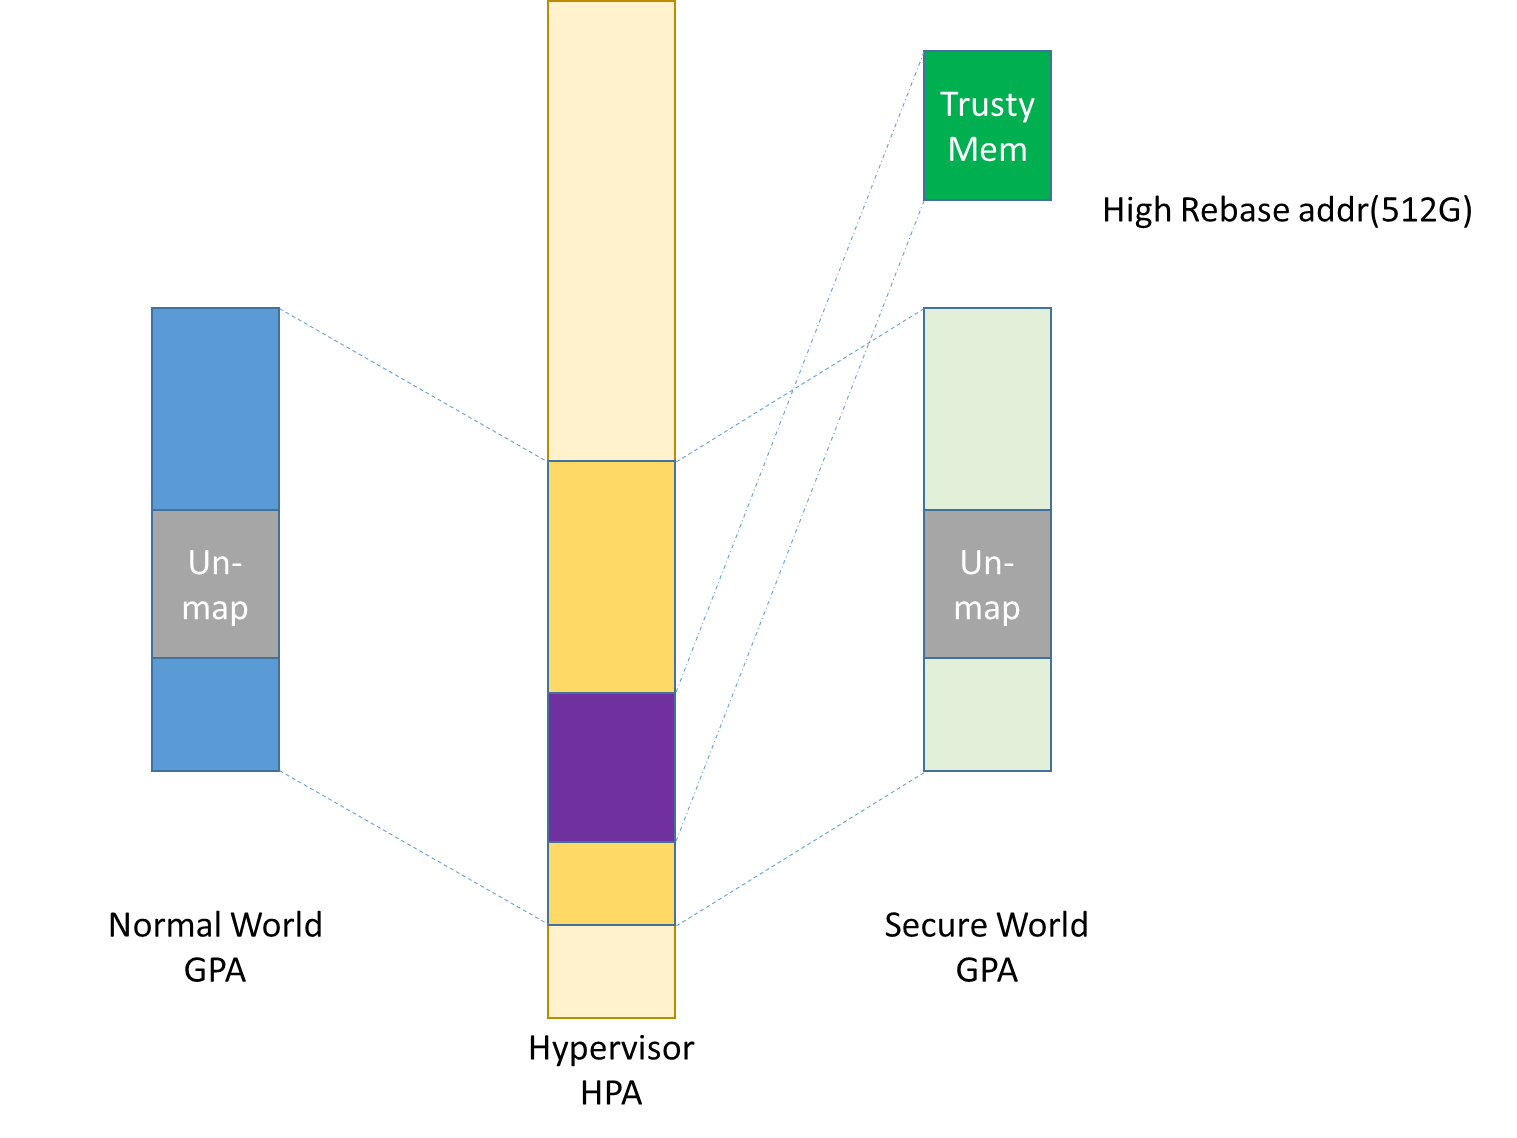 Trusty
Mem
High Rebase addr(512G)
Un-
map
Un-
map
Normal World
GPA
Secure World
GPA
Hypervisor
HPA